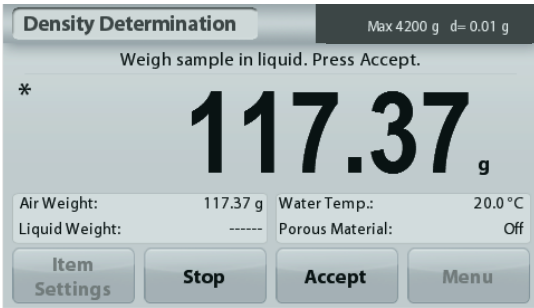 Density Determination
Max 4200 g d= 0.01 g
Weigh sample in liquid. Press Accept.
*
117.37 g
Air Weight: 117.37 g Water Temp.: 20.0 °C
Liquid Weight: ------ Porous Material: Off
Item Settings Stop Accept Menu